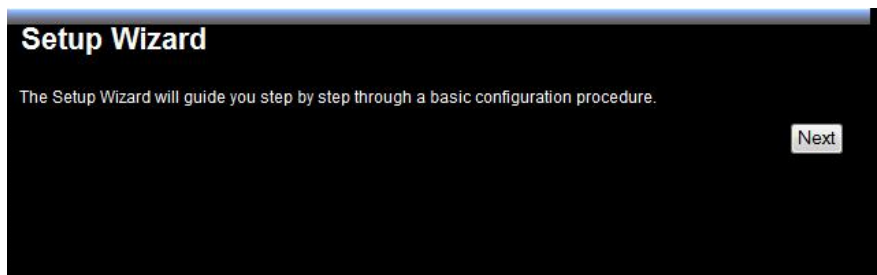 Setup Wizard
The Setup Wizard will guide you step by step through a basic configuration procedure.
Next